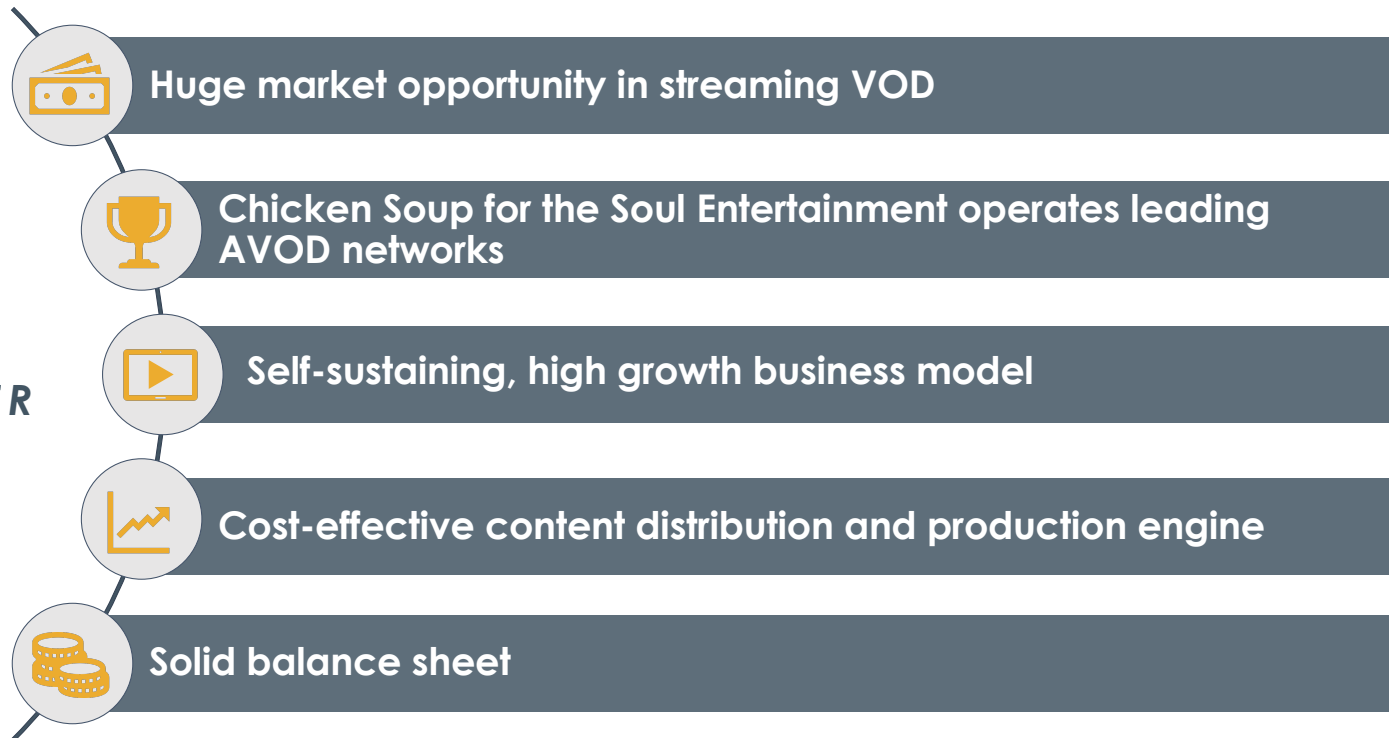 Huge market opportunity in streaming VOD
Chicken Soup for the Soul Entertainment operates leading
AVOD networks
R
Self-sustaining, high growth business model
Cost-effective content distribution and production engine
Solid balance sheet